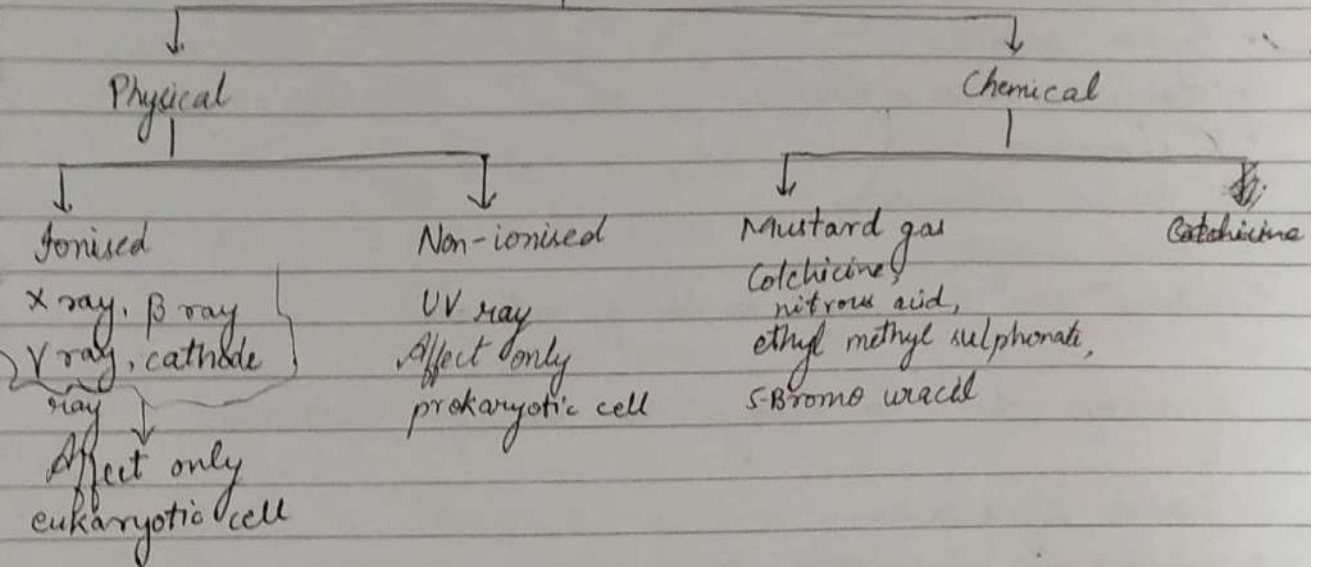 Physical
Chemical
Ionised
Non-ionised
Mustard gas
Colchicine
X ray, β ray
γ ray, cathode
ray
Affect only
eukaryotic cell
UV ray
Affect only
prokaryotic cell
Colchicine,
nitrous acid,
ethyl methyl sulphonate,
5-Bromo uracil